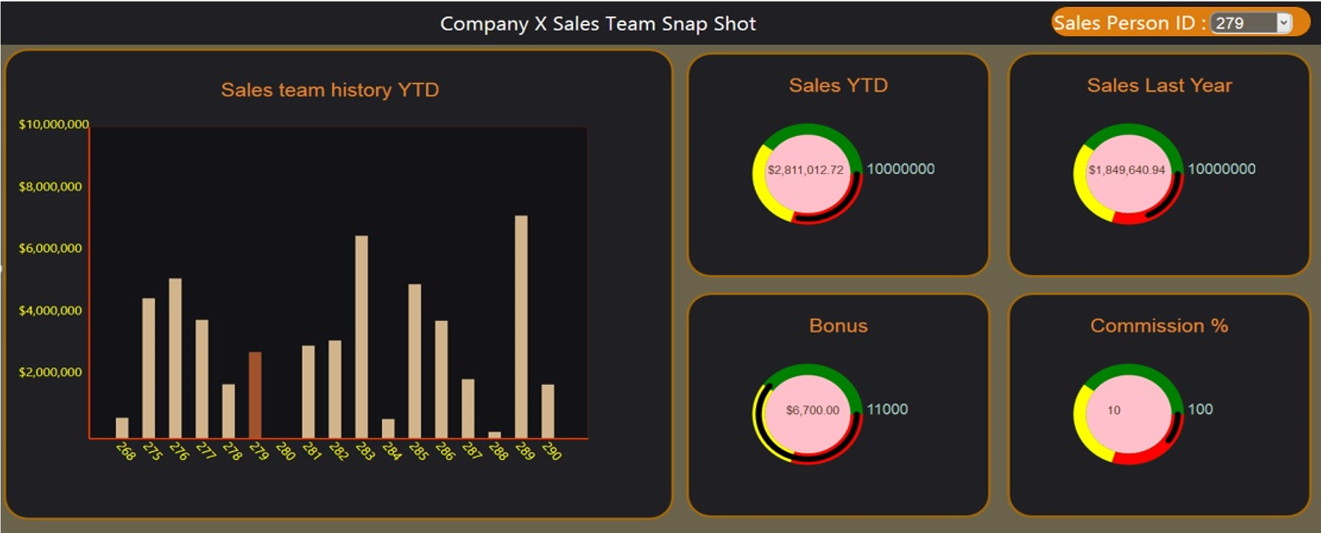 Company X Sales Team Snap Shot
Sales Person ID : 279
Sales team history YTD
$10,000,000
$8,000,000
$6,000,000
$4,000,000
$2,000,000
268 275 276 277 278 279 280 281 282 283 284 285 286 287 288 289 290
Sales YTD
$2,811,012.72
10000000
Sales Last Year
$1,849,640.94
10000000
Bonus
$6,700.00
11000
Commission %
10
100